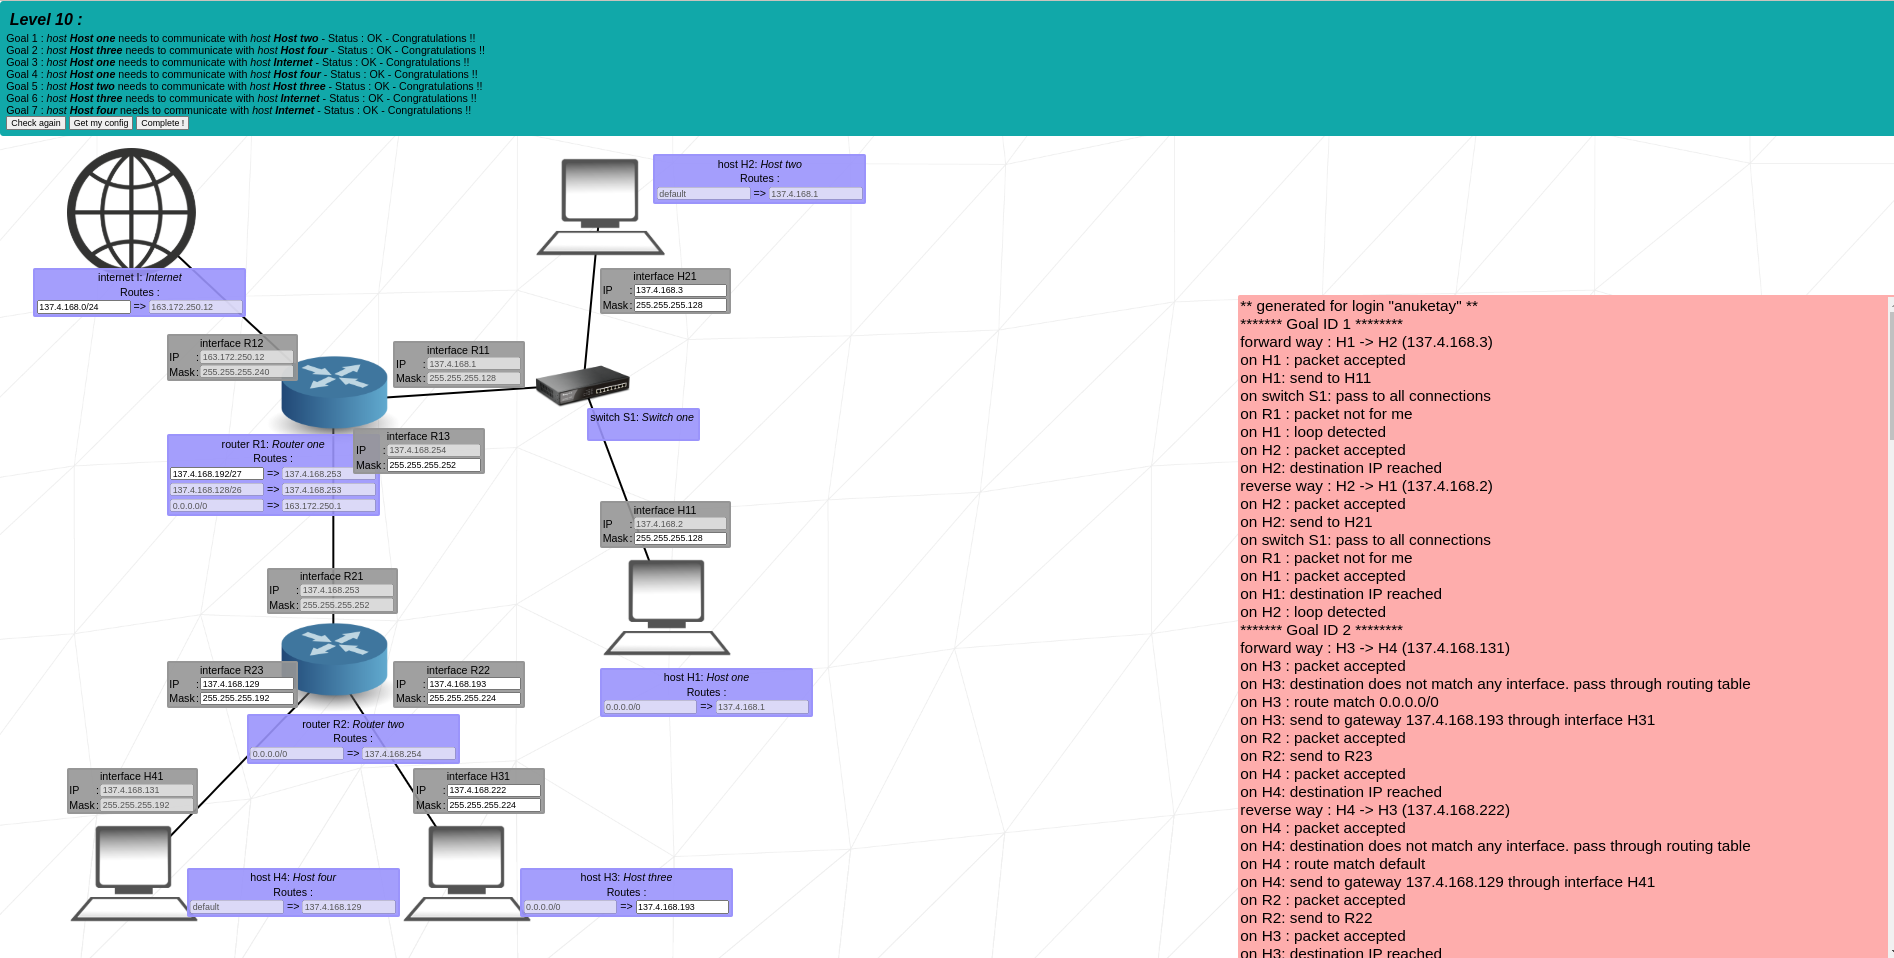 Level 10 :
Goal 1 : host Host one needs to communicate with host Host two - Status : OK - Congratulations !!
Goal 2 : host Host three needs to communicate with host Host four - Status : OK - Congratulations !!
Goal 3 : host Host one needs to communicate with host Internet - Status : OK - Congratulations !!
Goal 4 : host Host one needs to communicate with host Host four - Status : OK - Congratulations !!
Goal 5 : host Host two needs to communicate with host Host three - Status : OK - Congratulations !!
Goal 6 : host Host three needs to communicate with host Internet - Status : OK - Congratulations !!
Goal 7 : host Host four needs to communicate with host Internet - Status : OK - Congratulations !!
Check again Get my config Complete !
host H2: Host two
Routes :
default => 137.4.168.1
internet I: Internet
Routes :
137.4.168.0/24 => 163.172.250.12
interface H21
IP : 137.4.168.3
Mask : 255.255.255.128
interface R12
IP : 163.172.250.12
Mask : 255.255.255.240
interface R11
IP : 137.4.168.1
Mask : 255.255.255.128
switch S1: Switch one
interface R13
IP : 137.4.168.254
Mask : 255.255.255.252
router R1: Router one
Routes :
137.4.168.192/27 => 137.4.168.253
137.4.168.128/26 => 137.4.168.253
0.0.0.0/0 => 163.172.250.1
interface H11
IP : 137.4.168.2
Mask : 255.255.255.128
interface R21
IP : 137.4.168.253
Mask : 255.255.255.252
interface R23
IP : 137.4.168.129
Mask : 255.255.255.192
interface R22
IP : 137.4.168.193
Mask : 255.255.255.224
host H1: Host one
Routes :
0.0.0.0/0 => 137.4.168.1
router R2: Router two
Routes :
0.0.0.0/0 => 137.4.168.254
interface H41
IP : 137.4.168.131
Mask : 255.255.255.192
interface H31
IP : 137.4.168.222
Mask : 255.255.255.224
host H4: Host four
Routes :
default => 137.4.168.129
host H3: Host three
Routes :
0.0.0.0/0 => 137.4.168.193
** generated for login "anuketay" **
******* Goal ID 1 ********
forward way : H1 -> H2 (137.4.168.3)
on H1 : packet accepted
on H1: send to H11
on switch S1: pass to all connections
on R1 : packet not for me
on H1 : loop detected
on H2 : packet accepted
on H2: destination IP reached
reverse way : H2 -> H1 (137.4.168.2)
on H2 : packet accepted
on H2: send to H21
on switch S1: pass to all connections
on R1 : packet not for me
on H1 : packet accepted
on H1: destination IP reached
on H2 : loop detected
******* Goal ID 2 ********
forward way : H3 -> H4 (137.4.168.131)
on H3 : packet accepted
on H3: destination does not match any interface. pass through routing table
on H3 : route match 0.0.0.0/0
on H3: send to gateway 137.4.168.193 through interface H31
on R2 : packet accepted
on R2: send to R23
on H4 : packet accepted
on H4: destination IP reached
reverse way : H4 -> H3 (137.4.168.222)
on H4 : packet accepted
on H4: destination does not match any interface. pass through routing table
on H4 : route match default
on H4: send to gateway 137.4.168.129 through interface H41
on R2 : packet accepted
on R2: send to R22
on H3 : packet accepted
on H3: destination IP reached